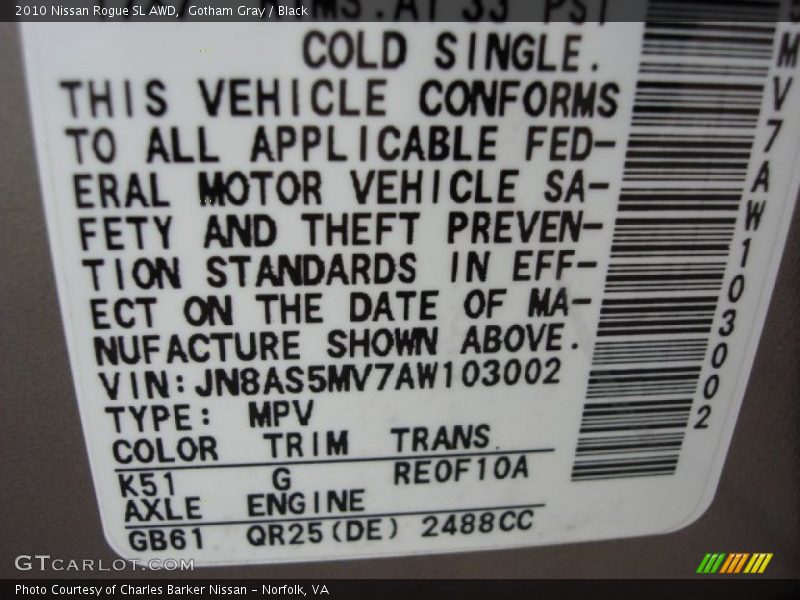 2010 Nissan Rogue SL AWD,  Gotham Gray / Black
33 PSI
COLD SINGLE.
THIS VEHICLE CONFORMS
TO ALL APPLICABLE FED-
ERAL MOTOR VEHICLE SA-
FETY AND THEFT PREVEN-
TION STANDARDS IN EFF-
ECT ON THE DATE OF MA-
NUFACTURE SHOWN ABOVE.
VIN:JN8AS5MV7AW103002
TYPE: MPV
COLOR TRIM TRANS.
K51 G RE0F10A
AXLE ENGINE
GB61 QR25(DE) 2488CC
MV7AW103002
GTCARLOT.COM
Photo Courtesy of Charles Barker Nissan - Norfolk, VA